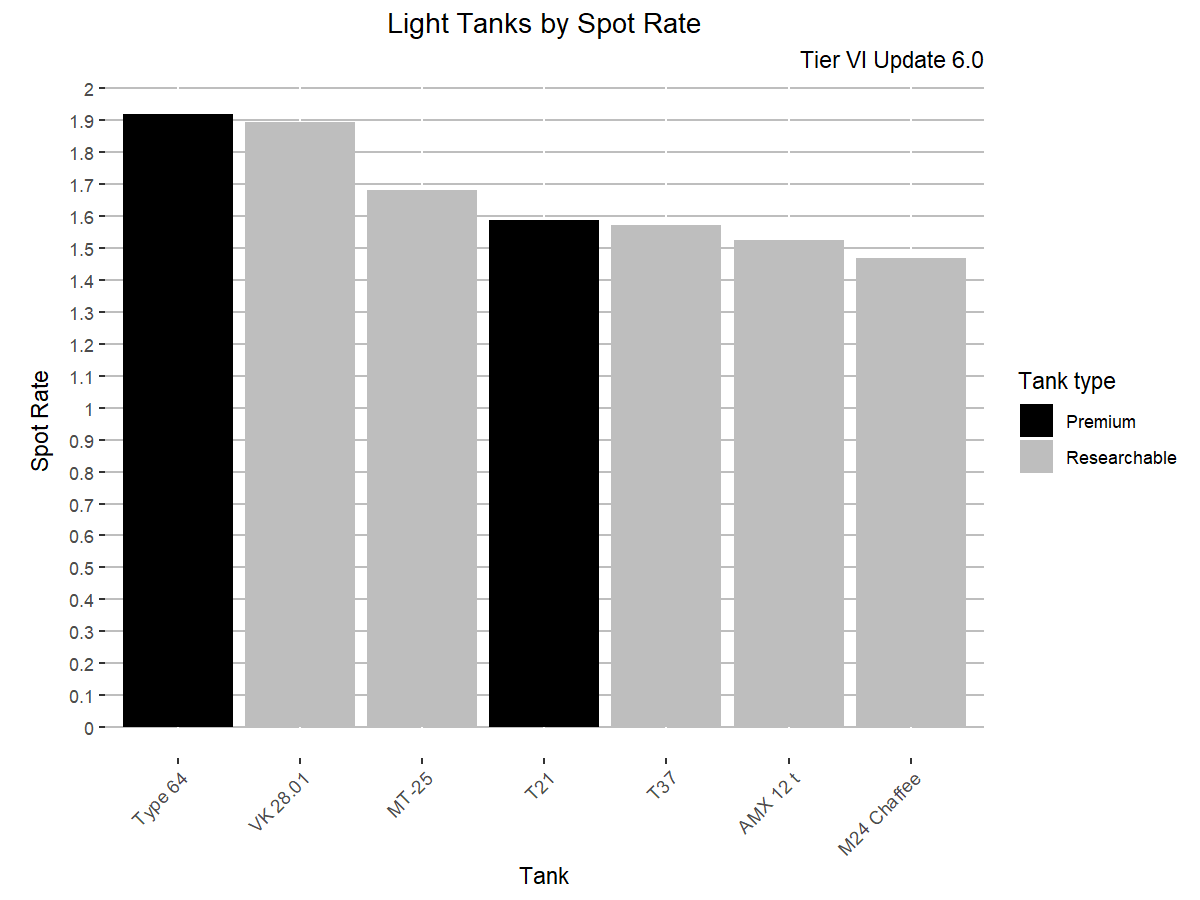 Light Tanks by Spot Rate
Tier VI Update 6.0
2
1.9
1.8
1.7
1.6
1.5
1.4
1.3
1.2
1.1
1
0.9
0.8
0.7
0.6
0.5
0.4
0.3
0.2
0.1
0
Spot Rate
Type 64
VK 28.01
MT-25
T21
T37
AMX 12 t
M24 Chaffee
Tank
Tank type
Premium
Researchable